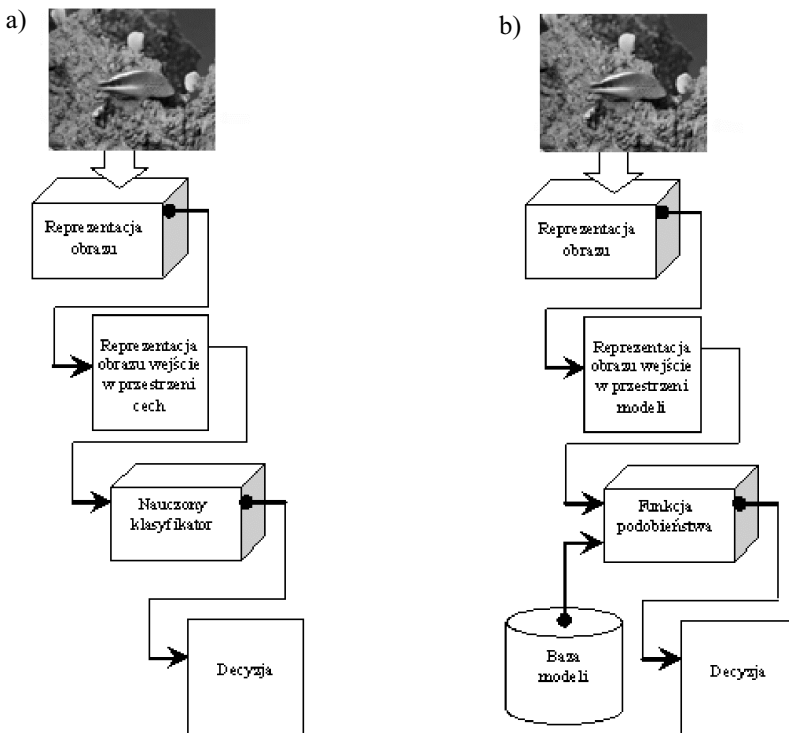 a)
Reprezentacja
obrazu
Reprezentacja
obrazu wejście
w przestrzeni
cech
Nauczony
klasyfikator
Decyzja
b)
Reprezentacja
obrazu
Reprezentacja
obrazu wejście
w przestrzeni
modeli
Funkcja
podobieństwa
Baza
modeli
Decyzja